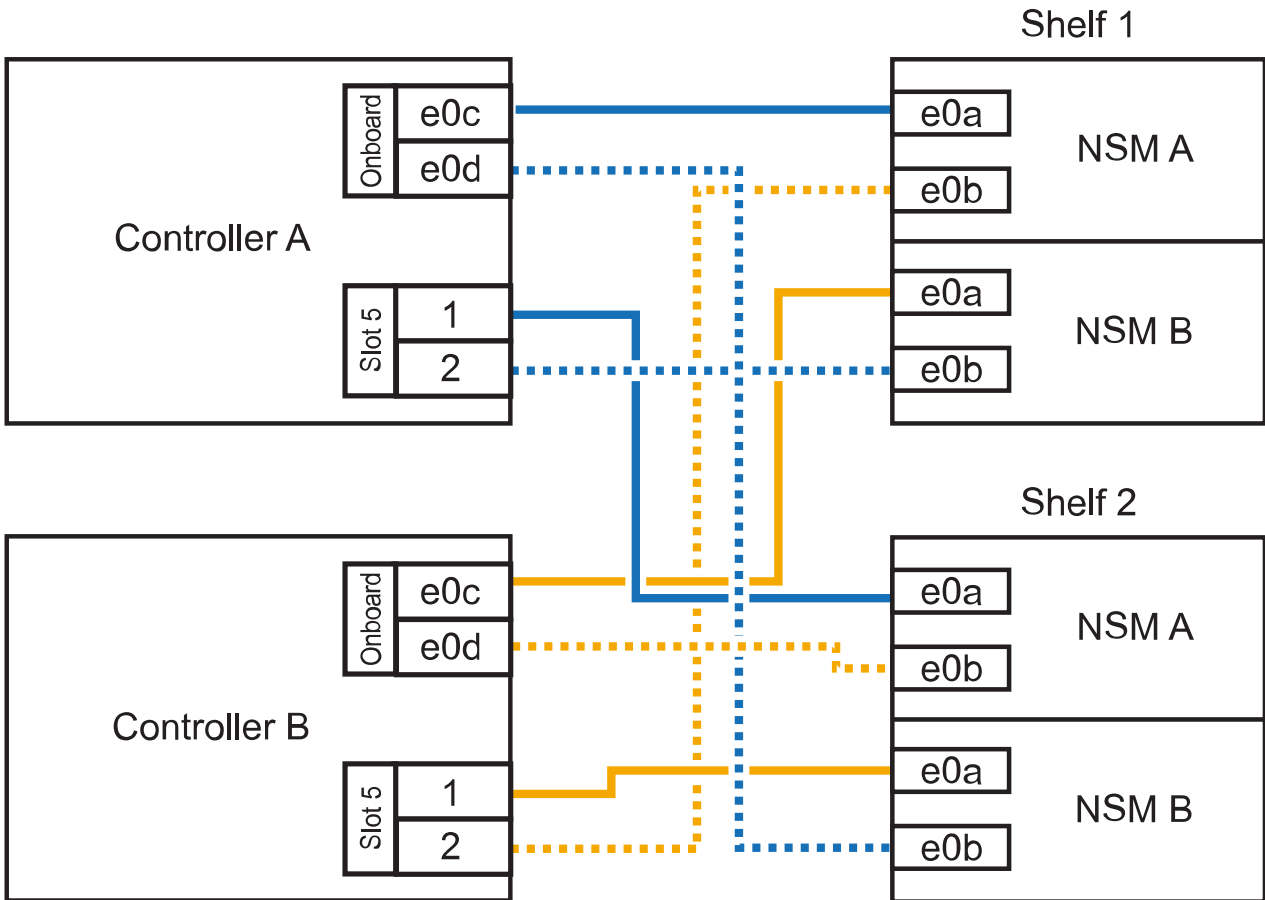 Shelf 1
Onboard
e0c
e0d
Controller A
Slot 5
1
2
e0a
e0b
NSM A
e0a
e0b
NSM B
Shelf 2
Onboard
e0c
e0d
Controller B
Slot 5
1
2
e0a
e0b
NSM A
e0a
e0b
NSM B